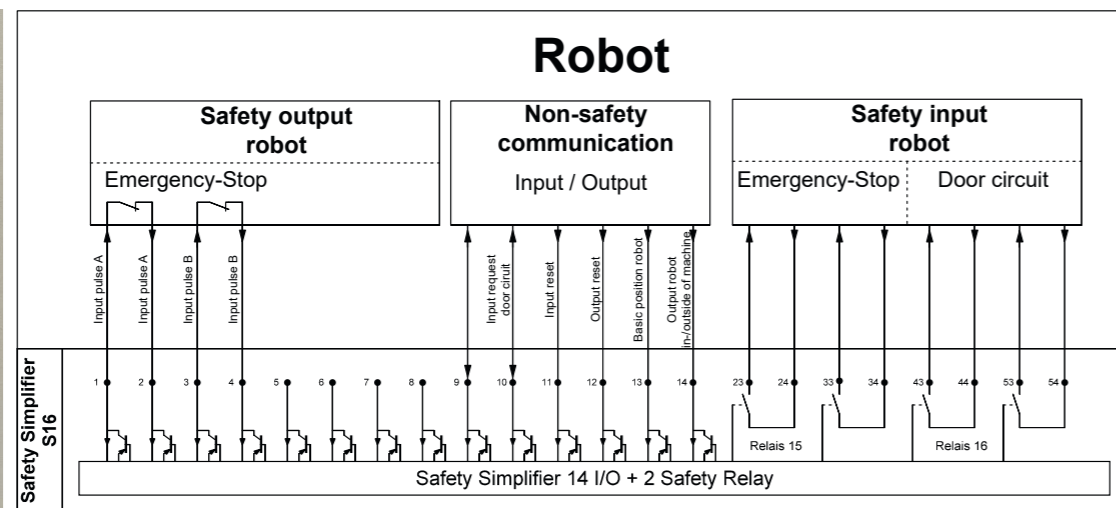 Robot
Safety output
robot
Emergency-Stop
Non-safety
communication
Input / Output
Safety input
robot
Emergency-Stop
Door circuit
Input pulse A
Input pulse A
Input pulse B
Input pulse B
Input request
door ciruit
Input reset
Output reset
Basic position robot
Output robot
in-/outside of machine
Safety Simplifier
S16
1
2
3
4
5
6
7
8
9
10
11
12
13
14
23
24
33
34
43
44
53
54
Relais 15
Relais 16
Safety Simplifier 14 I/O + 2 Safety Relay